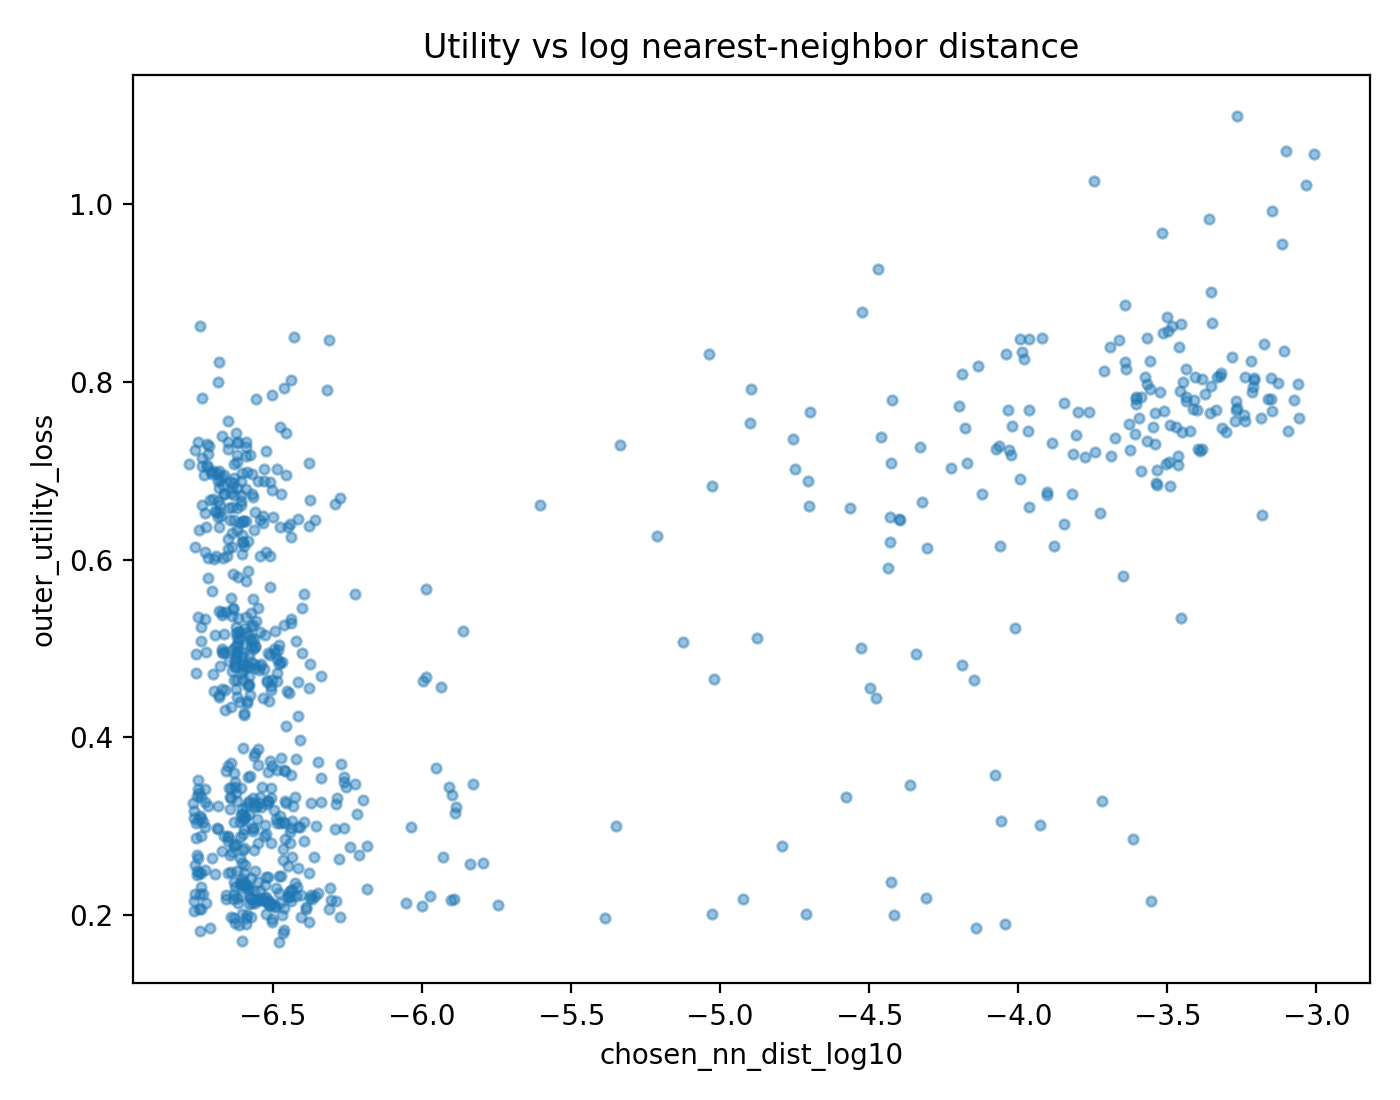 Utility vs log nearest-neighbor distance
outer_utility_loss
1.0
0.8
0.6
0.4
0.2
−6.5 −6.0 −5.5 −5.0 −4.5 −4.0 −3.5 −3.0
chosen_nn_dist_log10